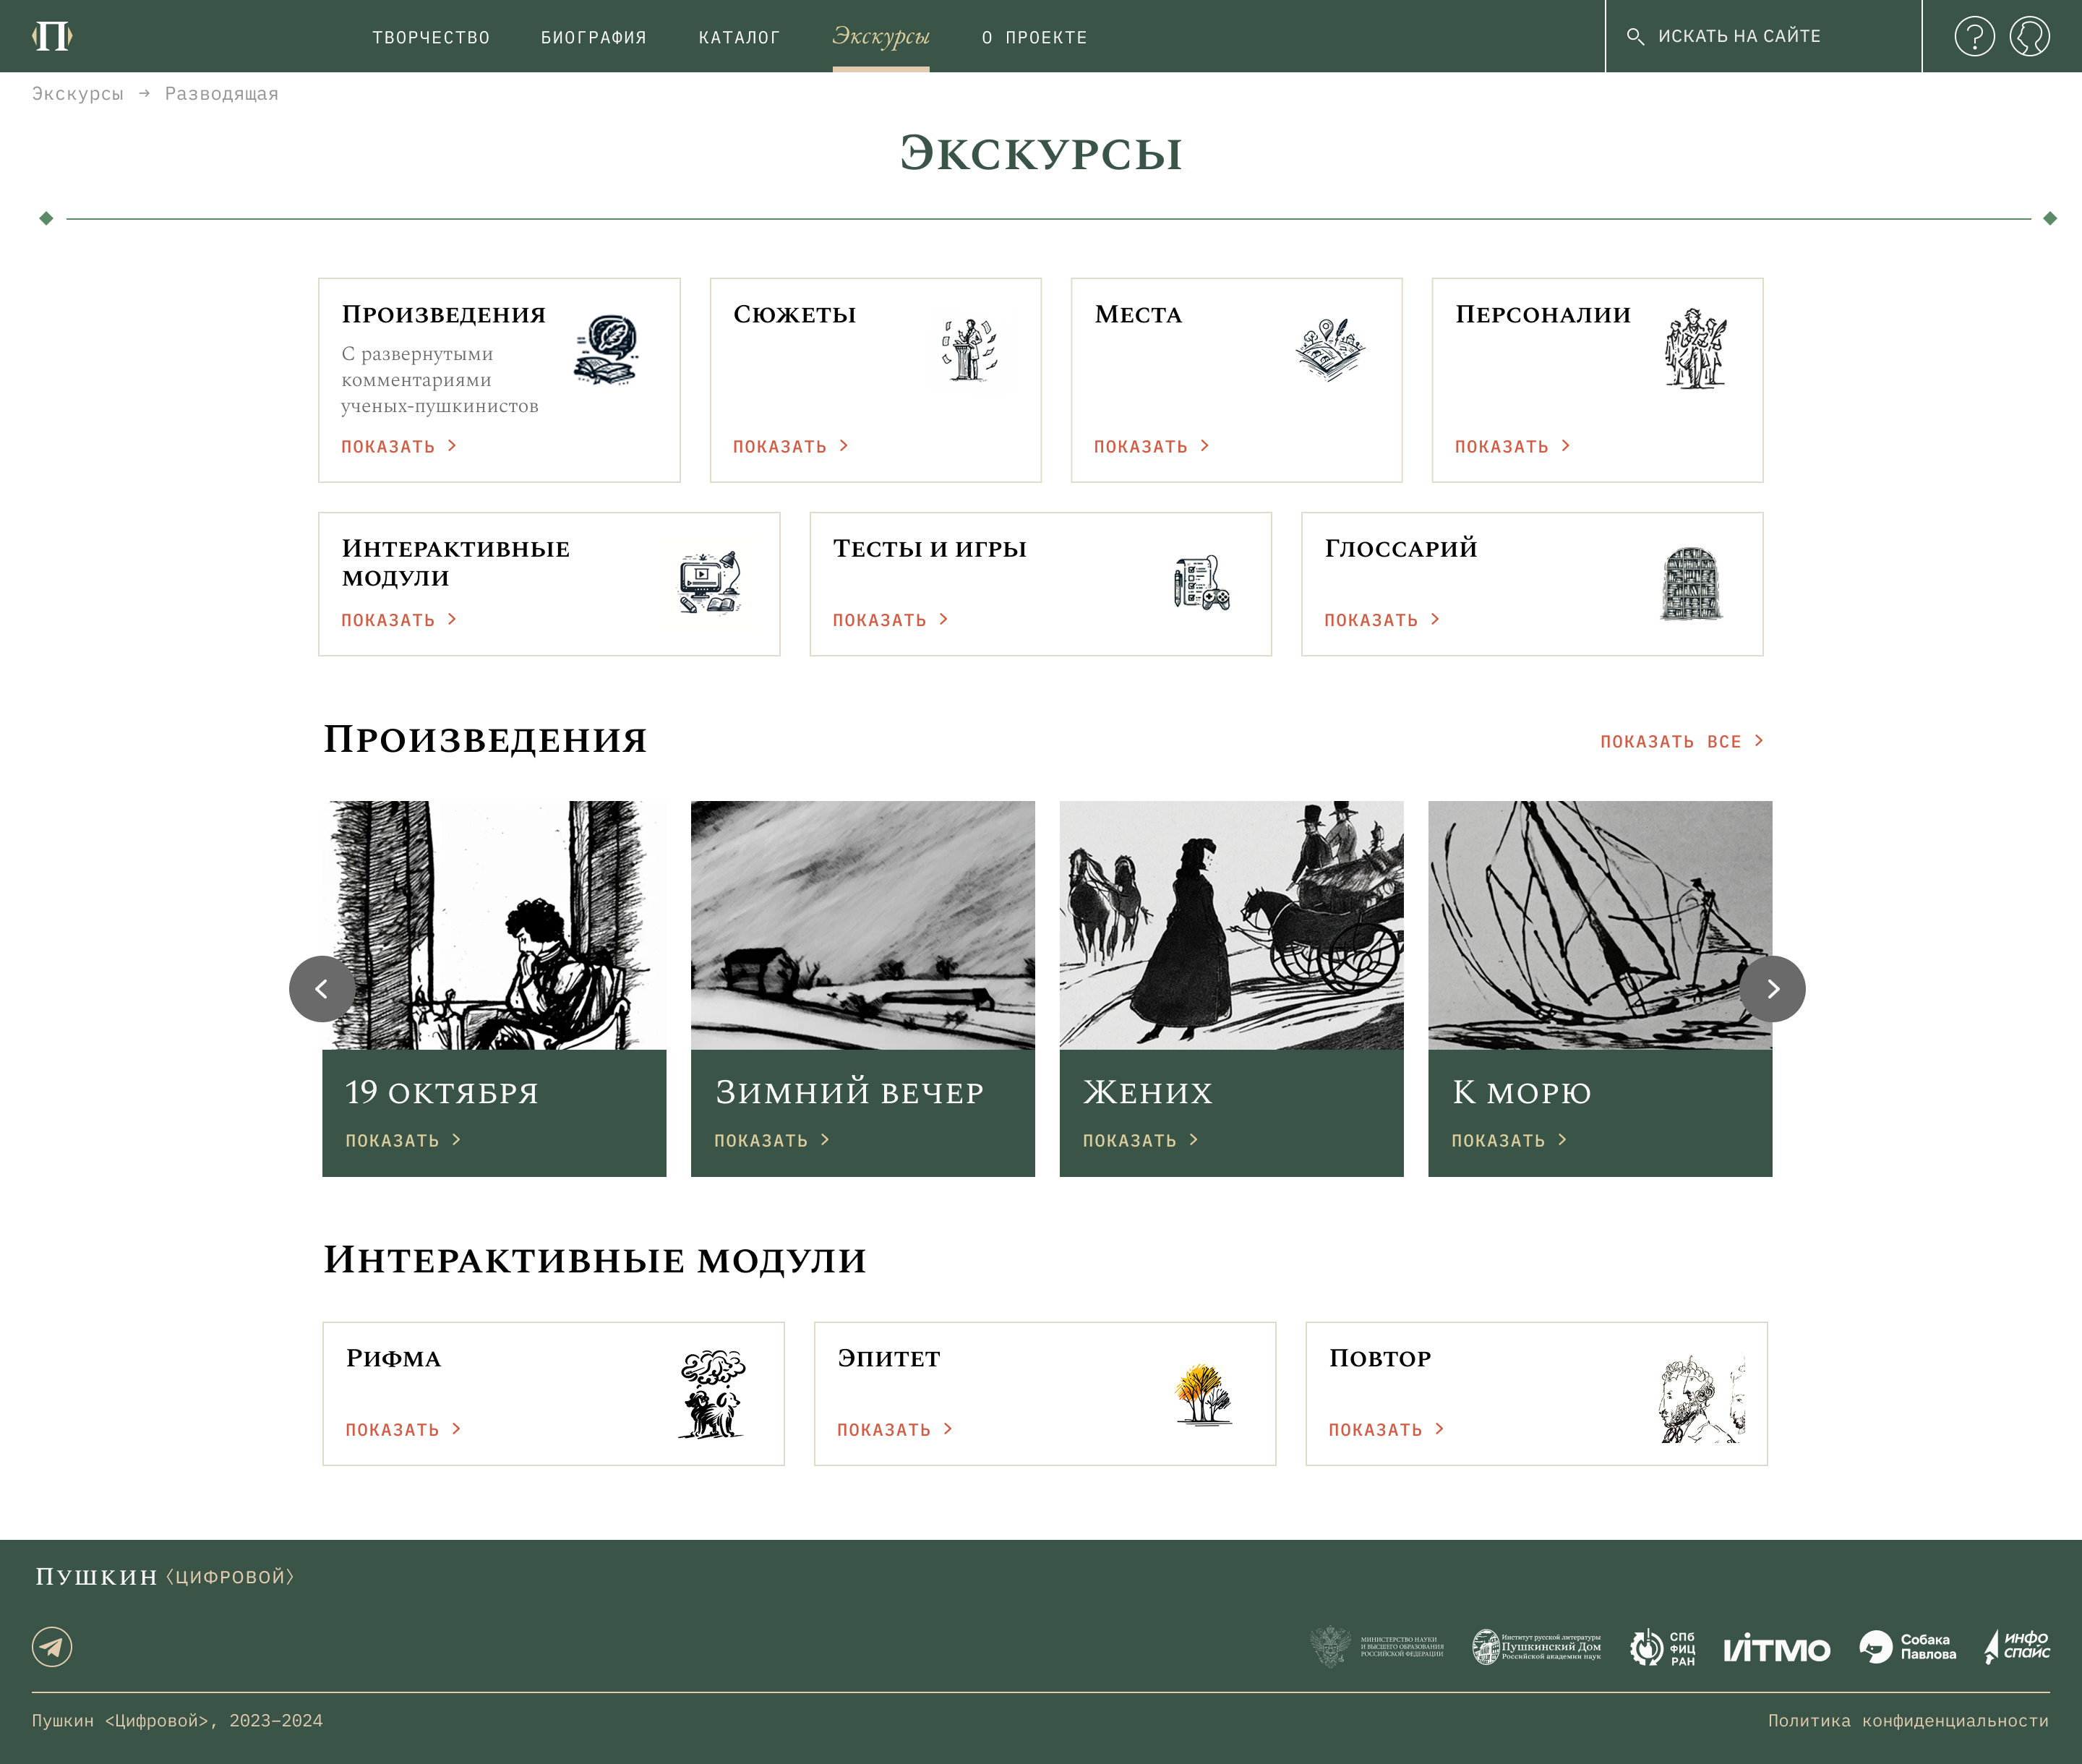 П
ТВОРЧЕСТВО
БИОГРАФИЯ
КАТАЛОГ
Экскурсы
О ПРОЕКТЕ
ИСКАТЬ НА САЙТЕ
?
Экскурсы → Разводящая
Экскурсы
Произведения
С развернутыми
комментариями
ученых-пушкинистов
ПОКАЗАТЬ >
Сюжеты
ПОКАЗАТЬ >
Места
ПОКАЗАТЬ >
Персоналии
ПОКАЗАТЬ >
Интерактивные
модули
ПОКАЗАТЬ >
Тесты и игры
ПОКАЗАТЬ >
Глоссарий
ПОКАЗАТЬ >
Произведения
ПОКАЗАТЬ ВСЕ >
19 октября
ПОКАЗАТЬ >
Зимний вечер
ПОКАЗАТЬ >
Жених
ПОКАЗАТЬ >
К морю
ПОКАЗАТЬ >
Интерактивные модули
Рифма
ПОКАЗАТЬ >
Эпитет
ПОКАЗАТЬ >
Повтор
ПОКАЗАТЬ >
Пушкин 〈ЦИФРОВОЙ〉
МИНИСТЕРСТВО НАУКИ
И ВЫСШЕГО ОБРАЗОВАНИЯ
РОССИЙСКОЙ ФЕДЕРАЦИИ
Институт русской литературы
Пушкинский Дом
Российской академии наук
СПб
ФИЦ
РАН
ИТМО
Собака
Павлова
инфо
спайс
Пушкин <Цифровой>, 2023–2024
Политика конфиденциальности